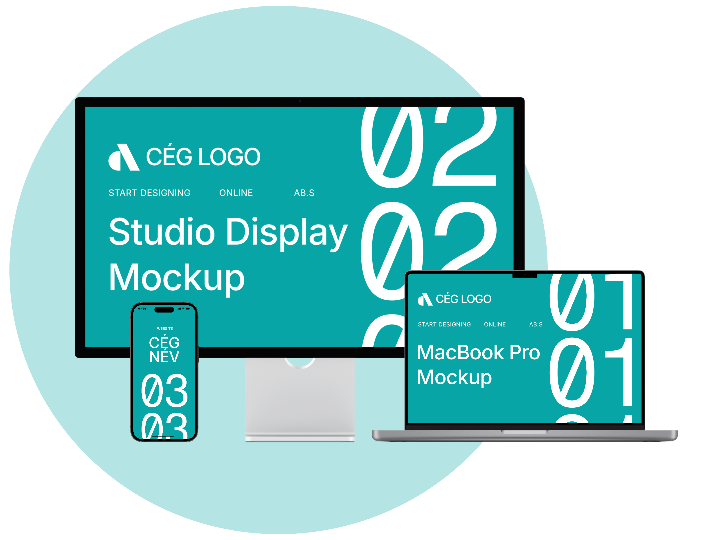 CÉG LOGO
START DESIGNING ONLINE AB.S
Studio Display
Mockup
02
02
CÉG LOGO
START DESIGNING ONLINE AB.S
MacBook Pro
Mockup
01
01
WEBSITE
CÉG
NÉV
03
03